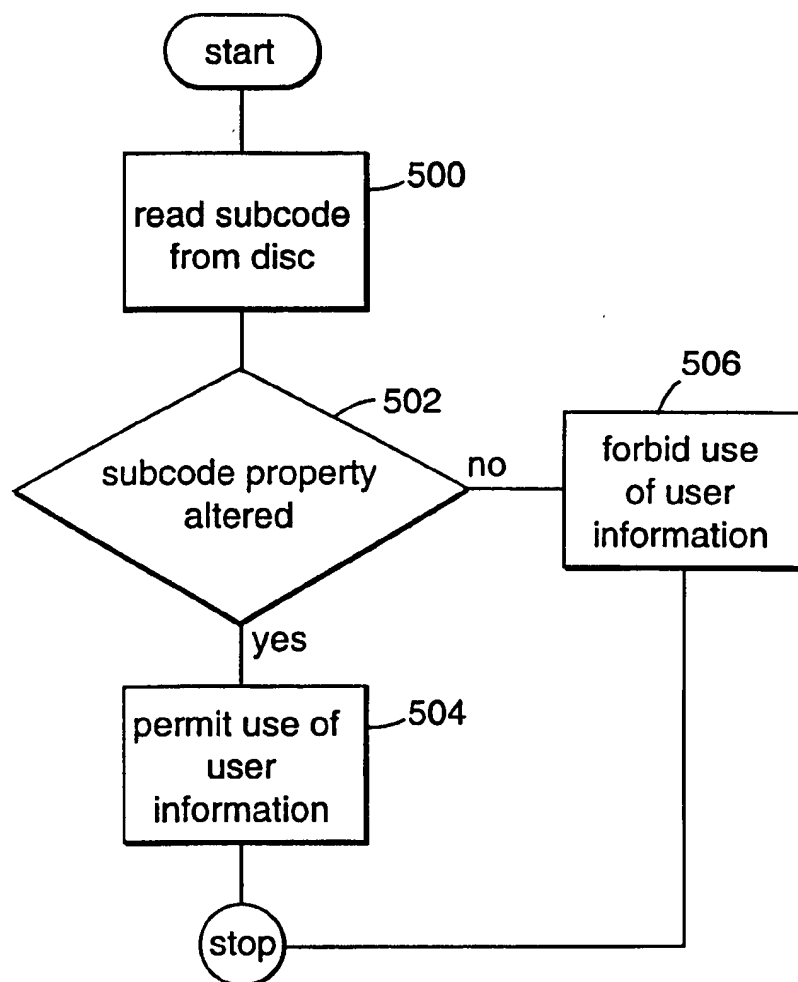 start
500
read subcode
from disc
502
subcode property
altered
no
506
forbid use
of user
information
yes
504
permit use of
user
information
stop